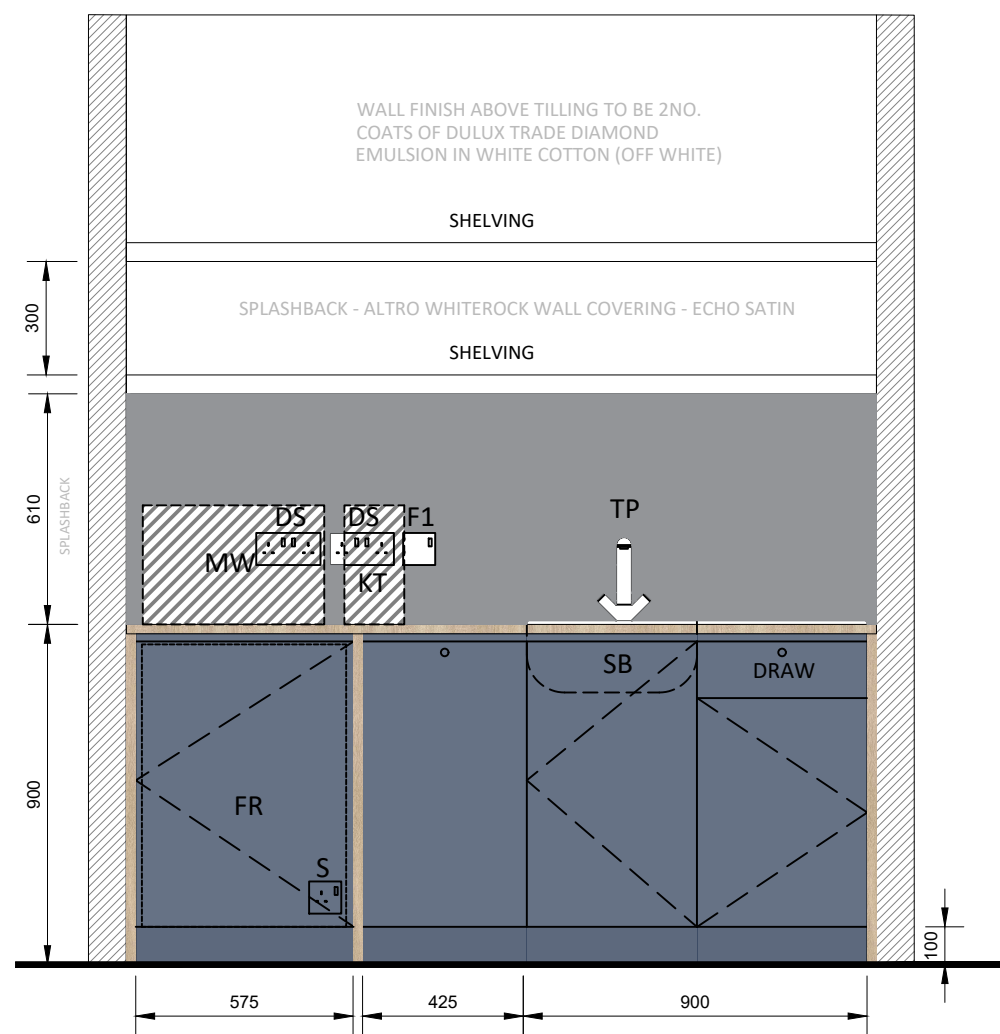 WALL FINISH ABOVE TILLING TO BE 2NO.
COATS OF DULUX TRADE DIAMOND
EMULSION IN WHITE COTTON (OFF WHITE)
SHELVING
300
SPLASHBACK - ALTRO WHITEROCK WALL COVERING - ECHO SATIN
SHELVING
610
SPLASHBACK
DS
DS
F1
TP
MW
KT
SB
DRAW
900
FR
S
100
575
425
900